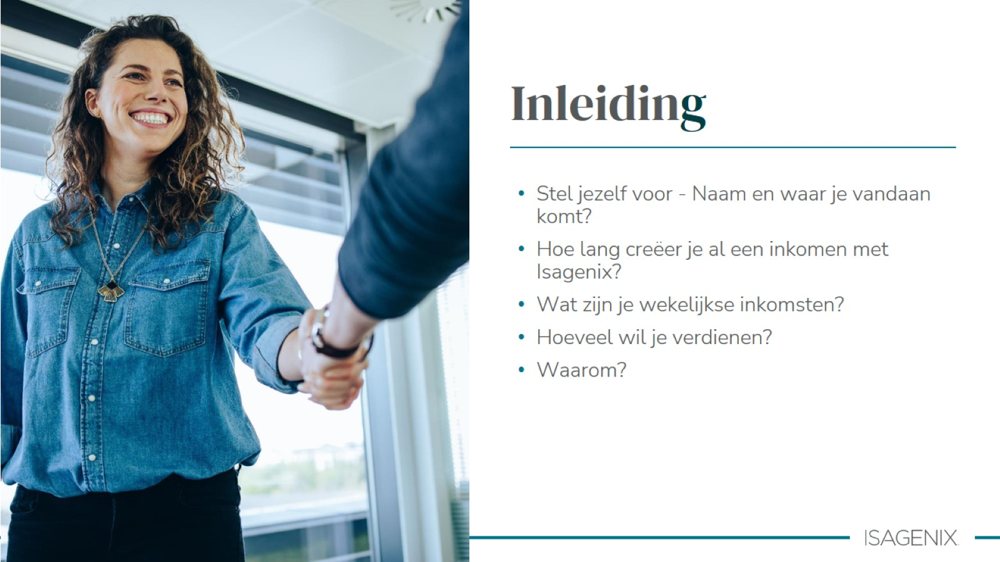 Inleiding
• Stel jezelf voor - Naam en waar je vandaan
komt?
• Hoe lang creëer je al een inkomen met
Isagenix?
• Wat zijn je wekelijkse inkomsten?
• Hoeveel wil je verdienen?
• Waarom?
ISAGENIX